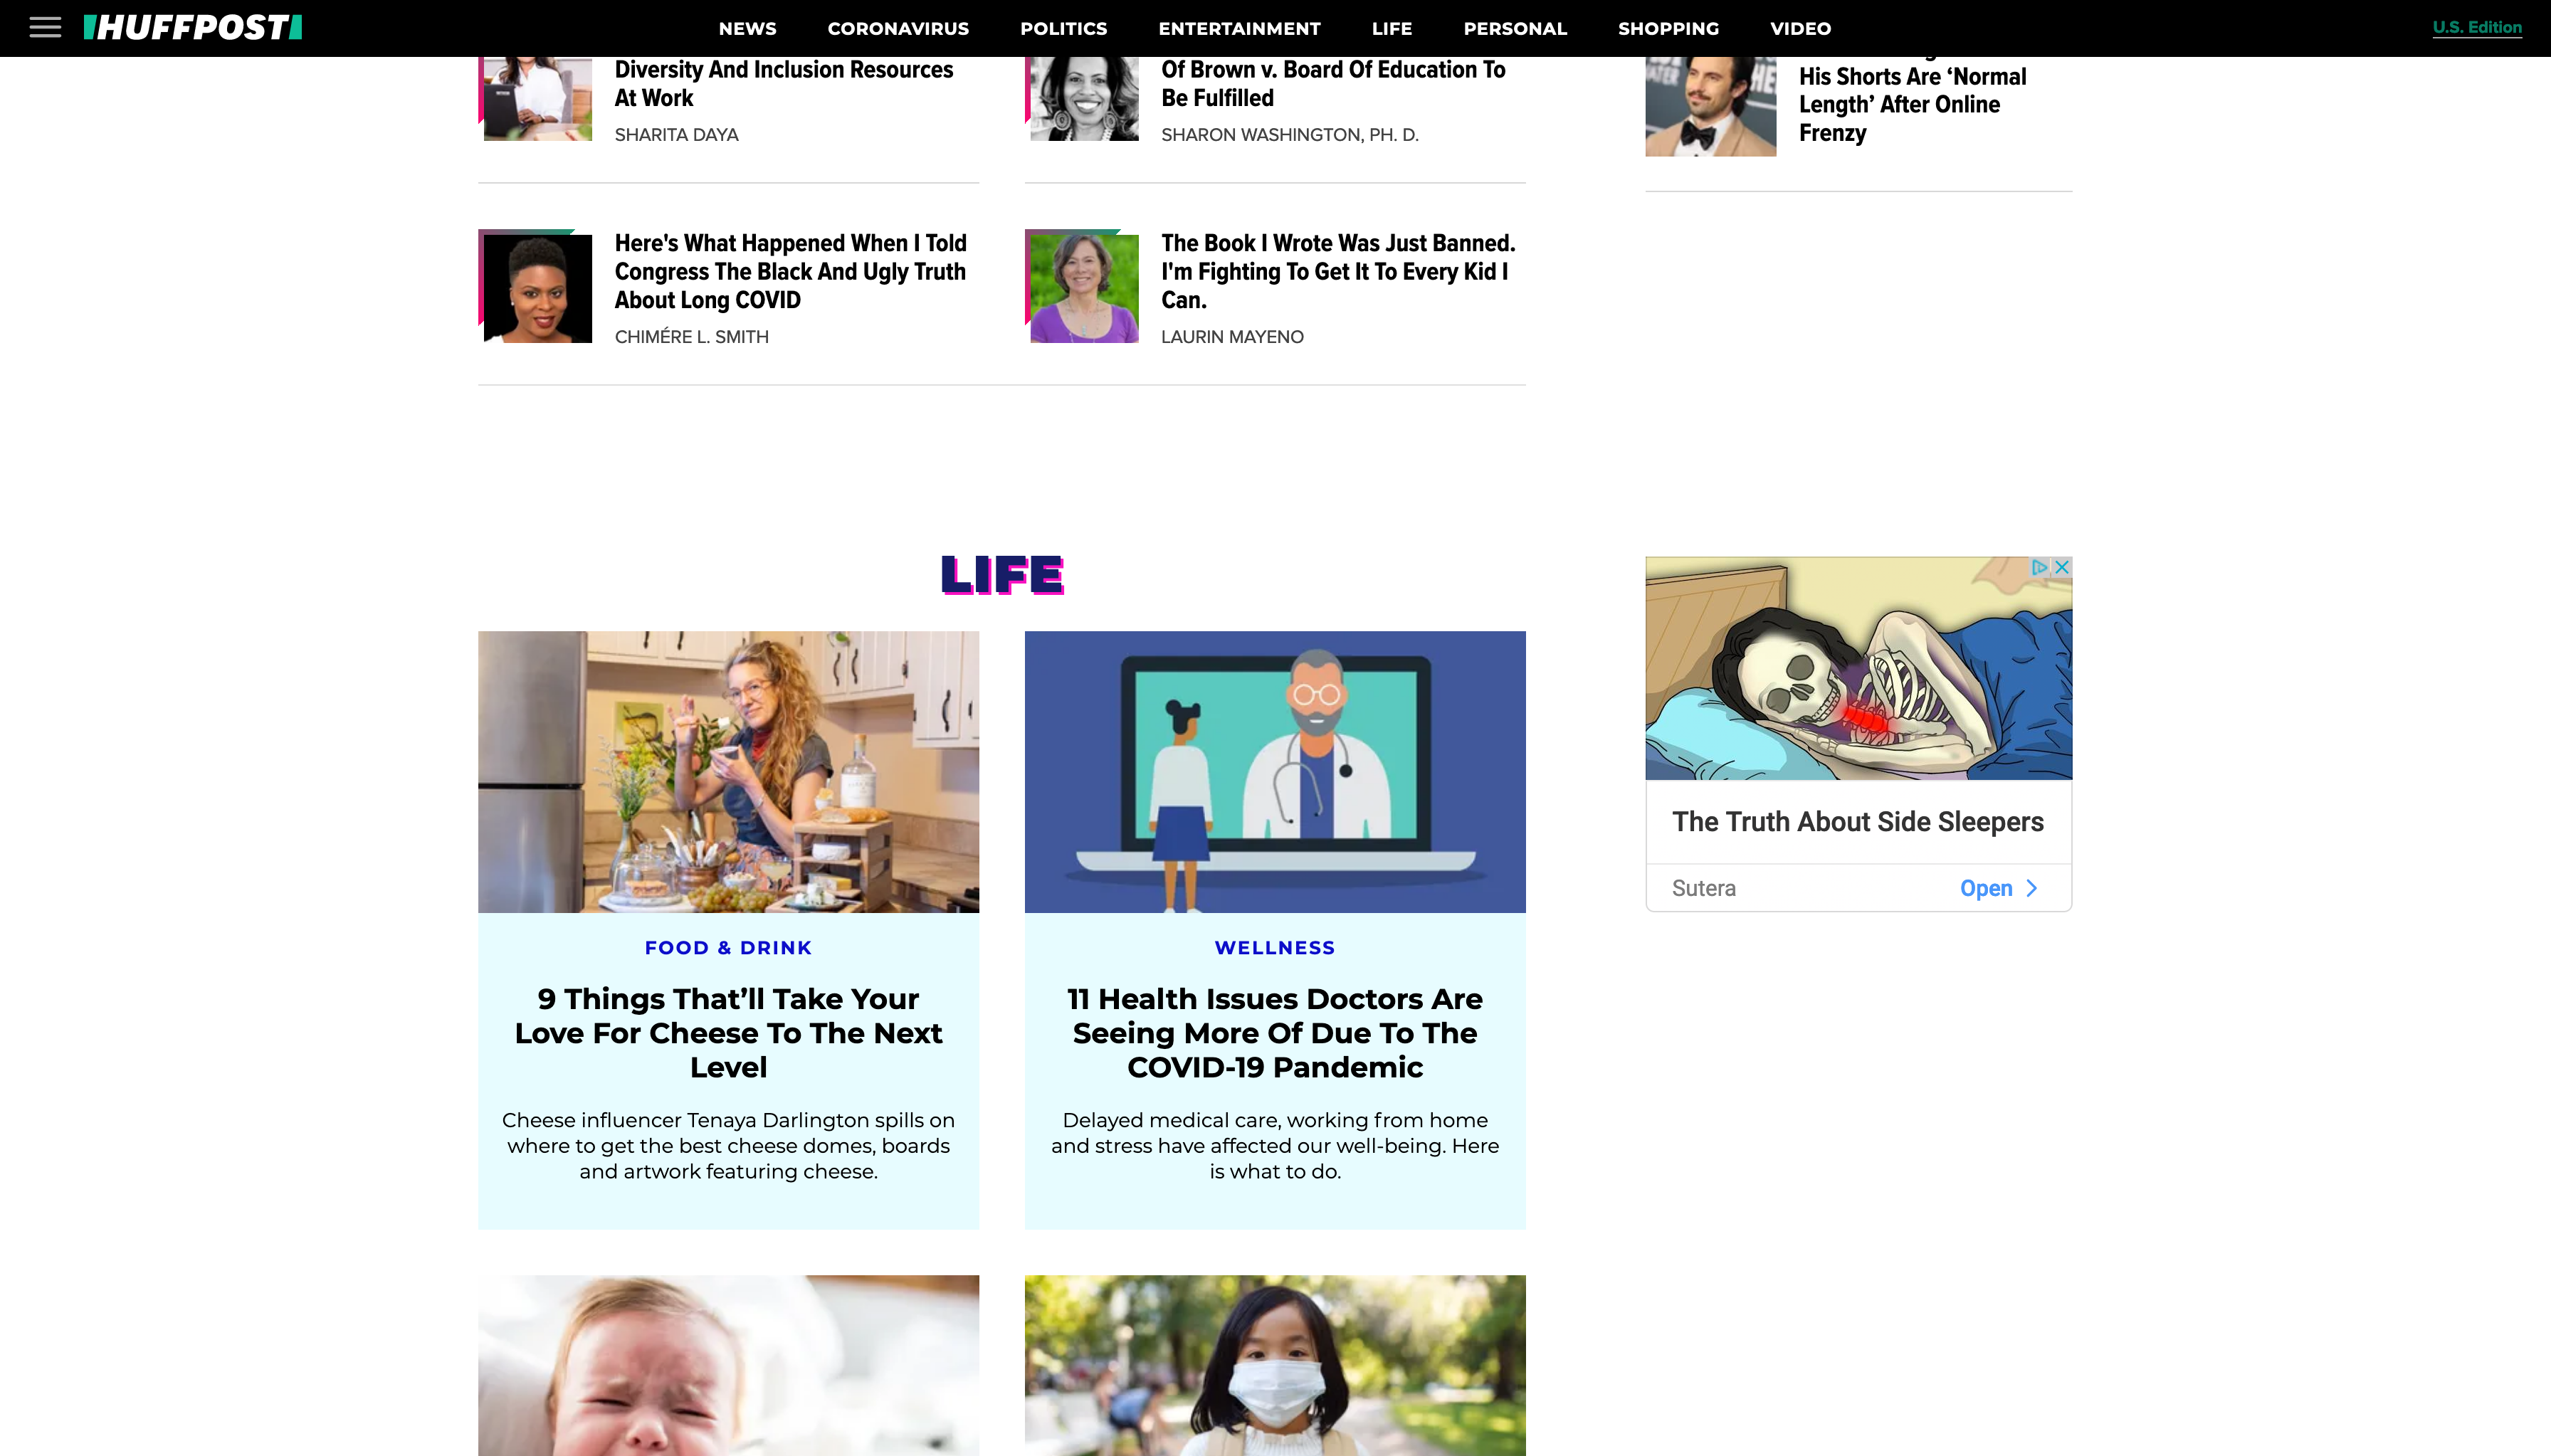 HUFFPOST
NEWS
CORONAVIRUS
POLITICS
ENTERTAINMENT
LIFE
PERSONAL
SHOPPING
VIDEO
U.S. Edition
Diversity And Inclusion Resources
At Work
SHARITA DAYA
Of Brown v. Board Of Education To
Be Fulfilled
SHARON WASHINGTON, PH. D.
His Shorts Are ‘Normal
Length’ After Online
Frenzy
Here's What Happened When I Told
Congress The Black And Ugly Truth
About Long COVID
CHIMÉRE L. SMITH
The Book I Wrote Was Just Banned.
I'm Fighting To Get It To Every Kid I
Can.
LAURIN MAYENO
LIFE
FOOD & DRINK
9 Things That’ll Take Your
Love For Cheese To The Next
Level
Cheese influencer Tenaya Darlington spills on
where to get the best cheese domes, boards
and artwork featuring cheese.
WELLNESS
11 Health Issues Doctors Are
Seeing More Of Due To The
COVID-19 Pandemic
Delayed medical care, working from home
and stress have affected our well-being. Here
is what to do.
The Truth About Side Sleepers
Sutera
Open